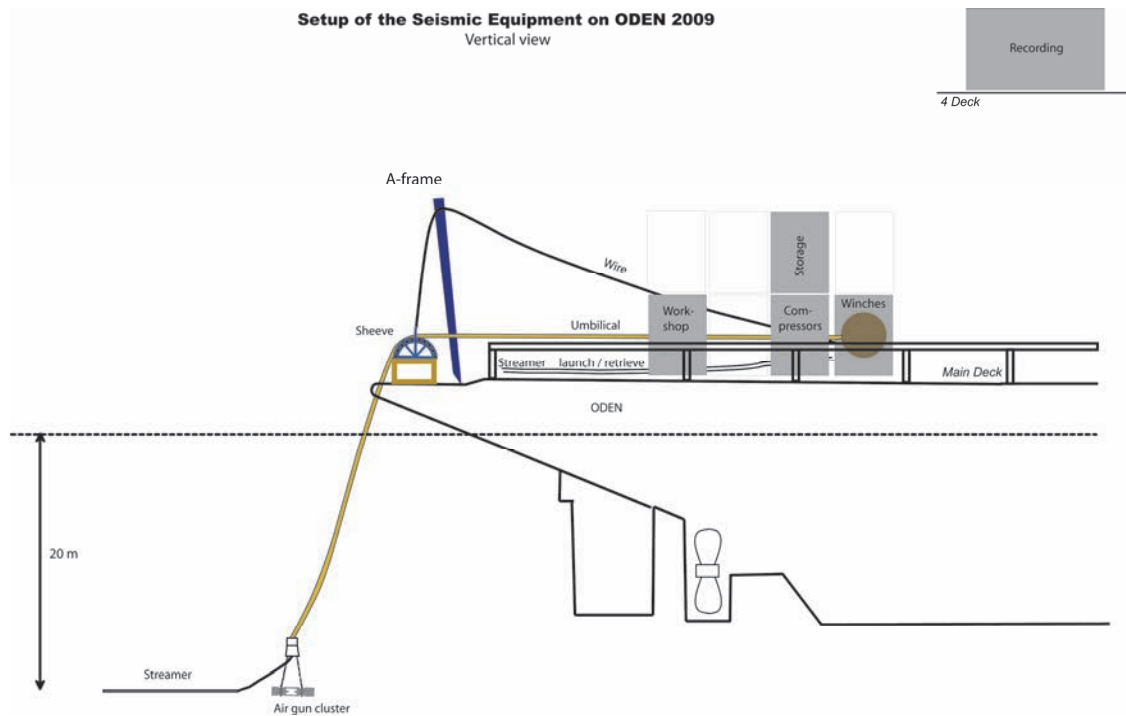 Setup of the Seismic Equipment on ODEN 2009
Vertical view
Recording
4 Deck
A-frame
Storage
Wire
Winches
Work-
shop
Com-
pressors
Sheeve
Umbilical
Streamer launch / retrieve
Main Deck
ODEN
20 m
Streamer
Air gun cluster